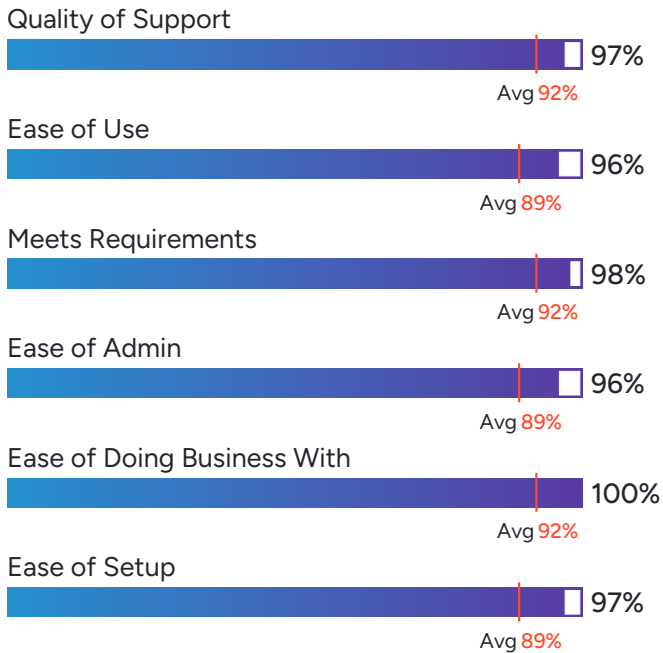 Quality of Support
97%
Avg 92%
Ease of Use
96%
Avg 89%
Meets Requirements
98%
Avg 92%
Ease of Admin
96%
Avg 89%
Ease of Doing Business With
100%
Avg 92%
Ease of Setup
97%
Avg 89%